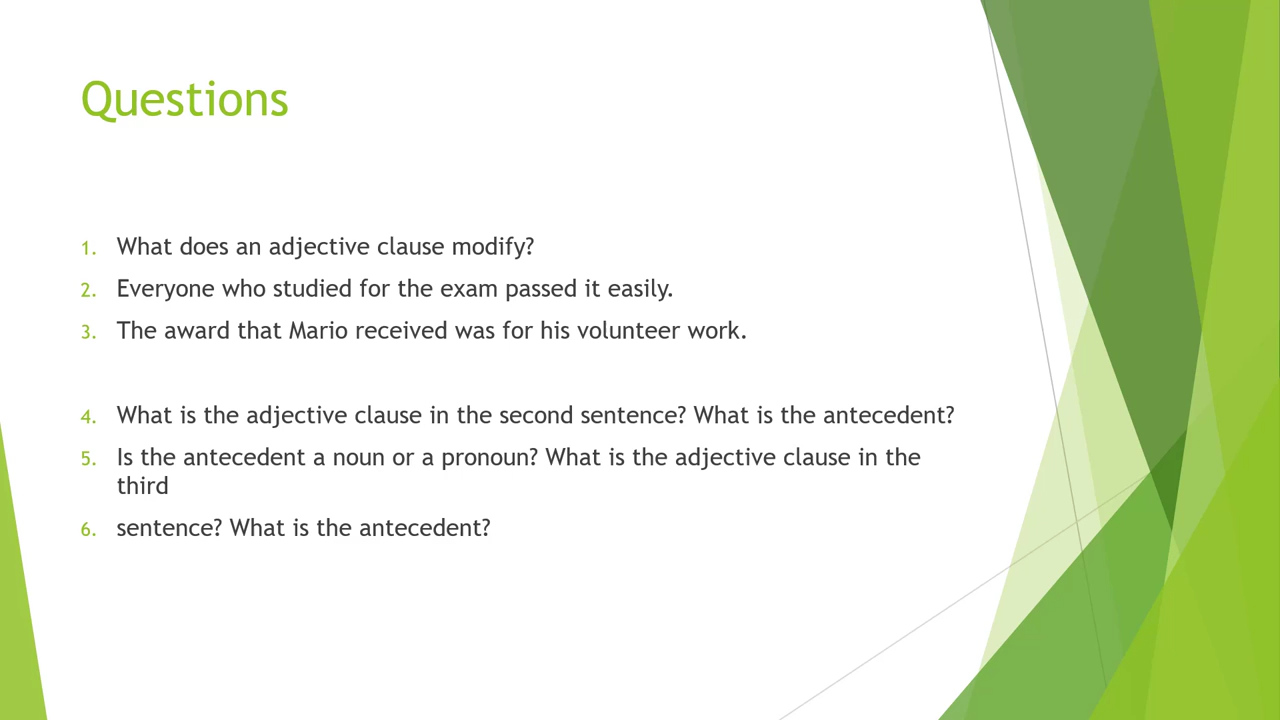 Questions
1. What does an adjective clause modify?
2. Everyone who studied for the exam passed it easily.
3. The award that Mario received was for his volunteer work.
4. What is the adjective clause in the second sentence? What is the antecedent?
5. Is the antecedent a noun or a pronoun? What is the adjective clause in the
third
6. sentence? What is the antecedent?